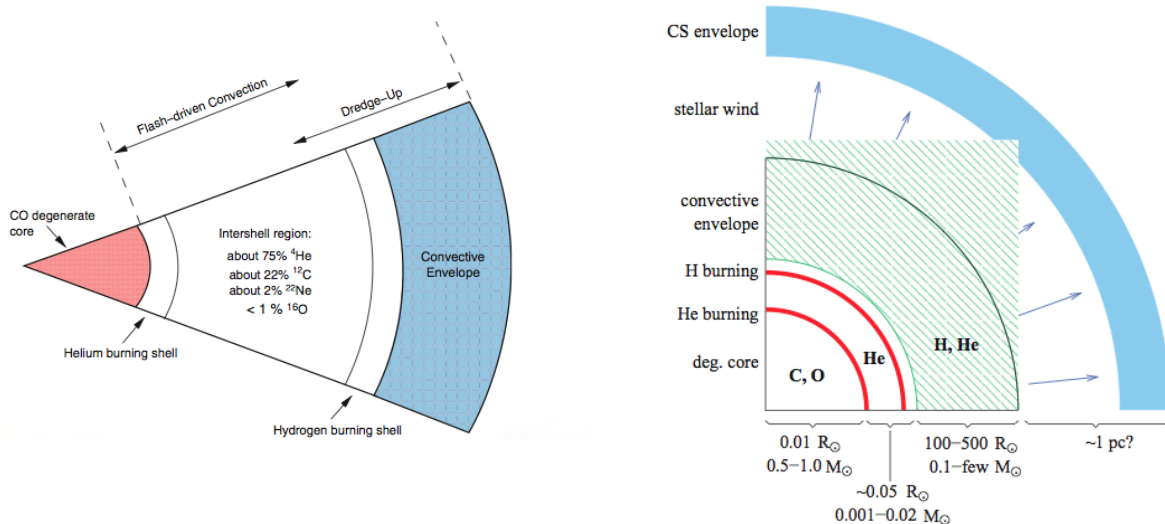 Flash–driven Convection
Dredge–Up
CO degenerate
core
Intershell region:
about 75% ⁴He
about 22% ¹²C
about 2% ²²Ne
< 1 % ¹⁶O
Convective
Envelope
Helium burning shell
Hydrogen burning shell
CS envelope
stellar wind
convective
envelope
H burning
He burning
deg. core
C, O
He
H, He
0.01 R☉
0.5–1.0 M☉
~0.05 R☉
0.001–0.02 M☉
100–500 R☉
0.1–few M☉
~1 pc?